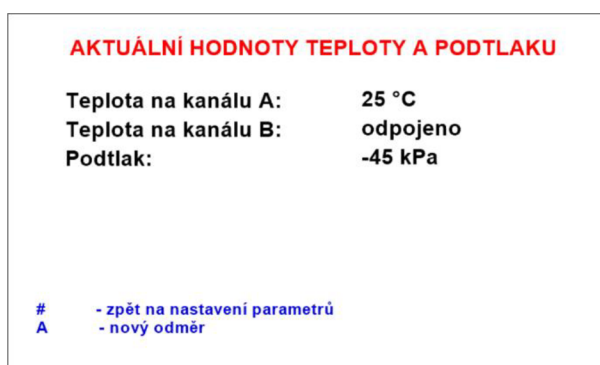 AKTUÁLNÍ HODNOTY TEPLOTY A PODTLAKU
Teplota na kanálu A: 25 °C
Teplota na kanálu B: odpojeno
Podtlak: -45 kPa
# - zpět na nastavení parametrů
A - nový odměr